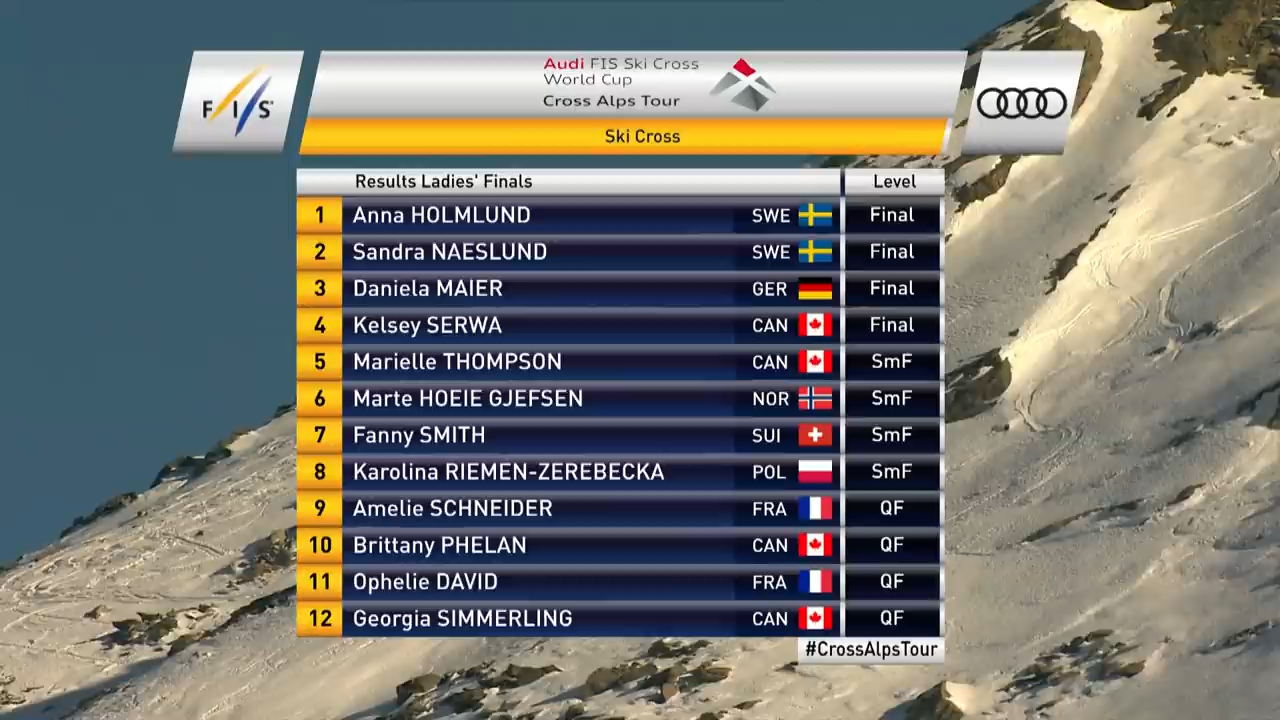 FIS
Audi FIS Ski Cross
World Cup
Cross Alps Tour
Ski Cross
Results Ladies' Finals Level
1 Anna HOLMLUND SWE Final
2 Sandra NAESLUND SWE Final
3 Daniela MAIER GER Final
4 Kelsey SERWA CAN Final
5 Marielle THOMPSON CAN SmF
6 Marte HOEIE GJEFSEN NOR SmF
7 Fanny SMITH SUI SmF
8 Karolina RIEMEN-ZEREBECKA POL SmF
9 Amelie SCHNEIDER FRA QF
10 Brittany PHELAN CAN QF
11 Ophelie DAVID FRA QF
12 Georgia SIMMERLING CAN QF
#CrossAlpsTour